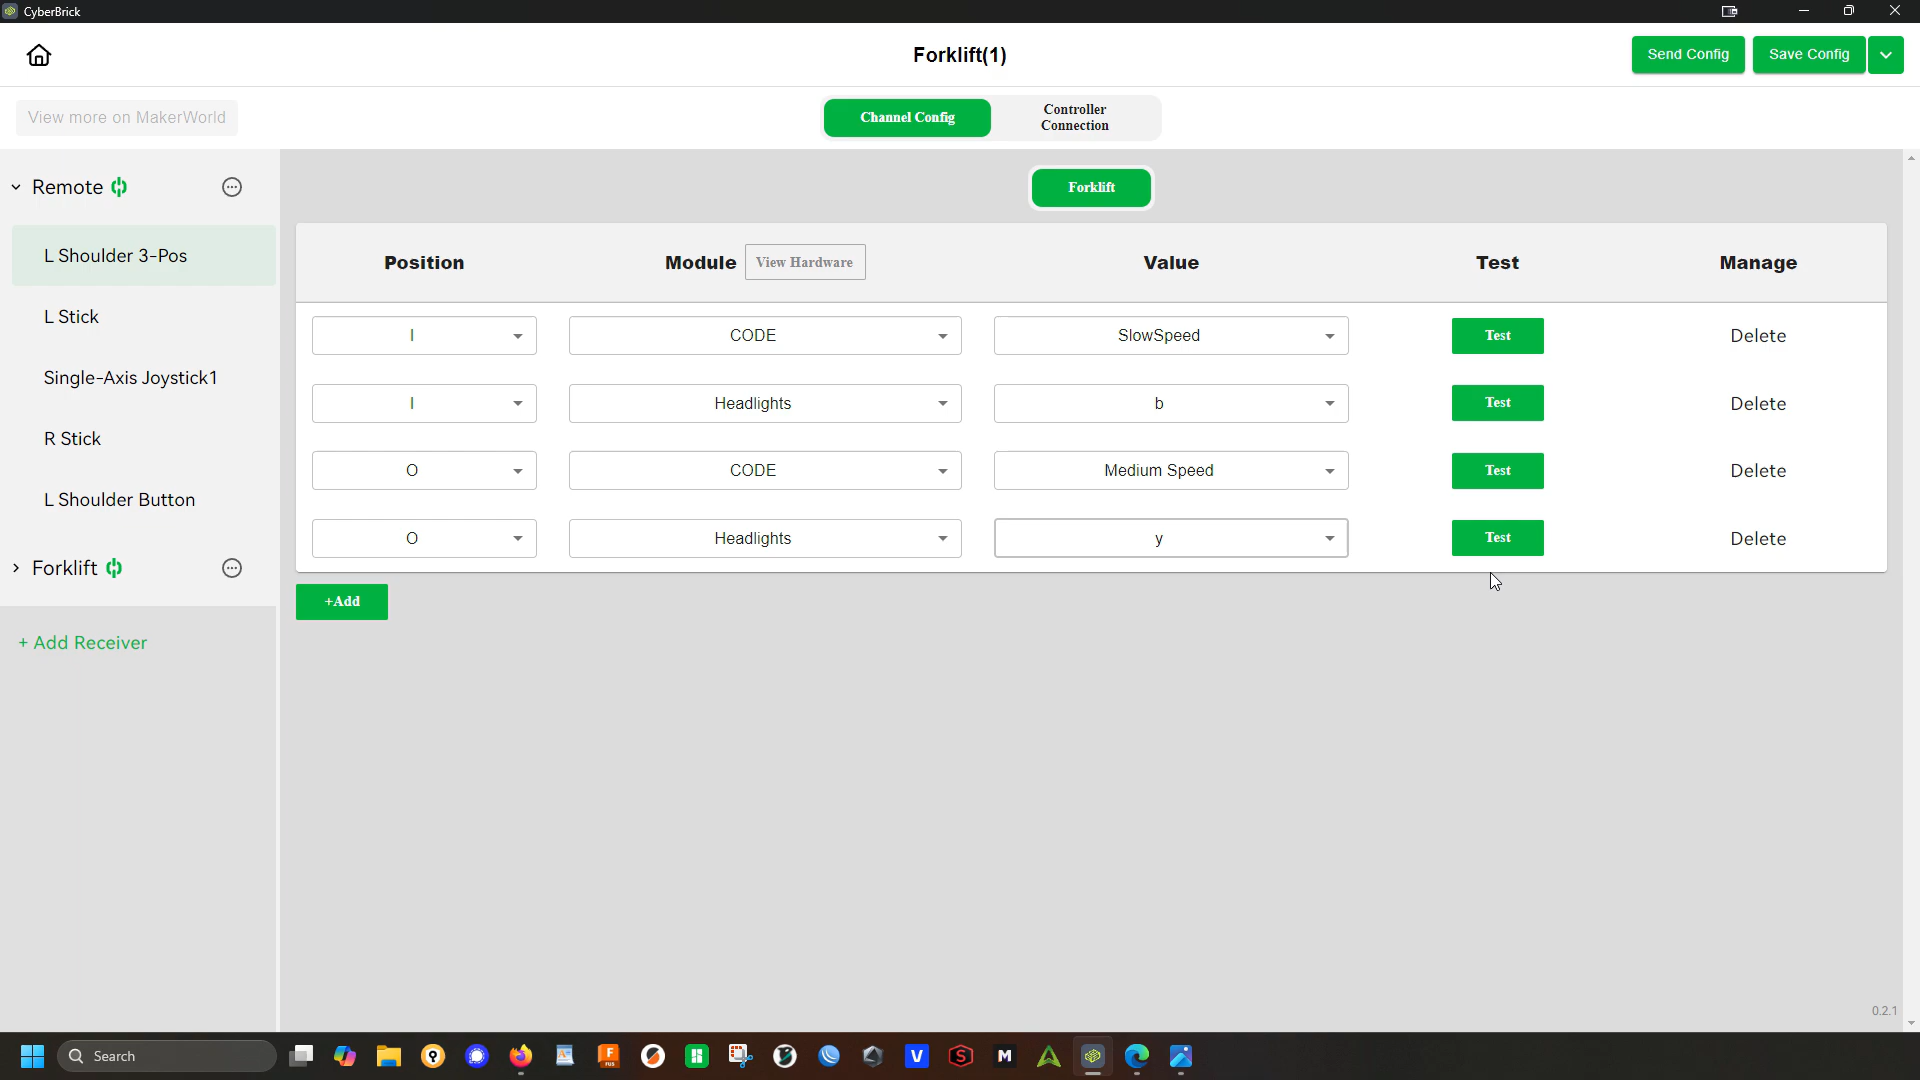 CyberBrick
Forklift(1)
Send Config
Save Config
View more on MakerWorld
Channel Config
Controller
Connection
Remote
L Shoulder 3-Pos
L Stick
Single-Axis Joystick1
R Stick
L Shoulder Button
Forklift
+ Add Receiver
Forklift
Position Module View Hardware Value Test Manage
I CODE SlowSpeed Test Delete
I Headlights b Test Delete
O CODE Medium Speed Test Delete
O Headlights y Test Delete
+Add
0.2.1
Search